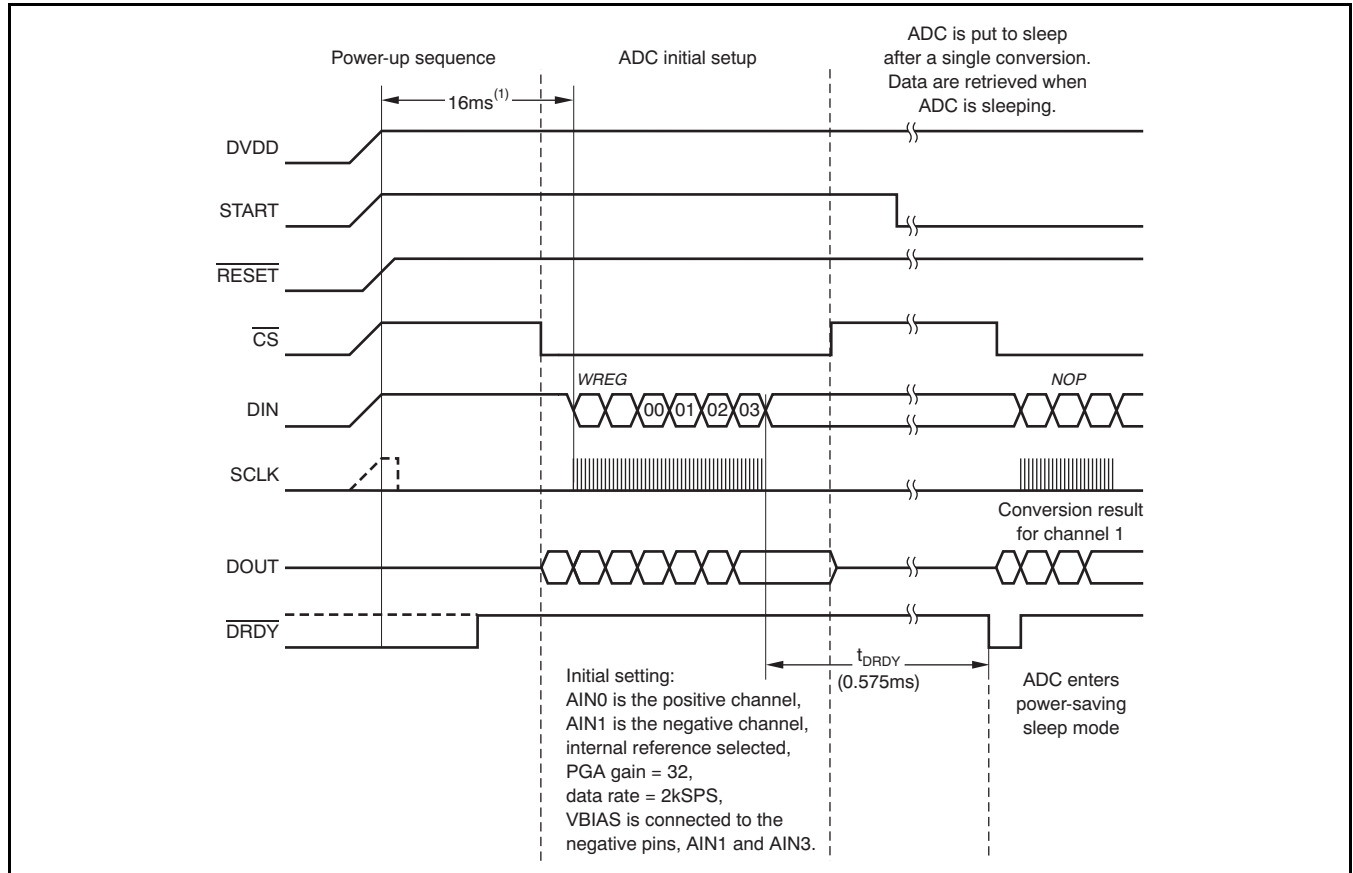 Power-up sequence
ADC initial setup
ADC is put to sleep
after a single conversion.
Data are retrieved when
ADC is sleeping.
16ms(1)
DVDD
START
RESET
CS
WREG
NOP
DIN
00 01 02 03
SCLK
Conversion result
for channel 1
DOUT
DRDY
tDRDY
(0.575ms)
Initial setting:
AIN0 is the positive channel,
AIN1 is the negative channel,
internal reference selected,
PGA gain = 32,
data rate = 2kSPS,
VBIAS is connected to the
negative pins, AIN1 and AIN3.
ADC enters
power-saving
sleep mode